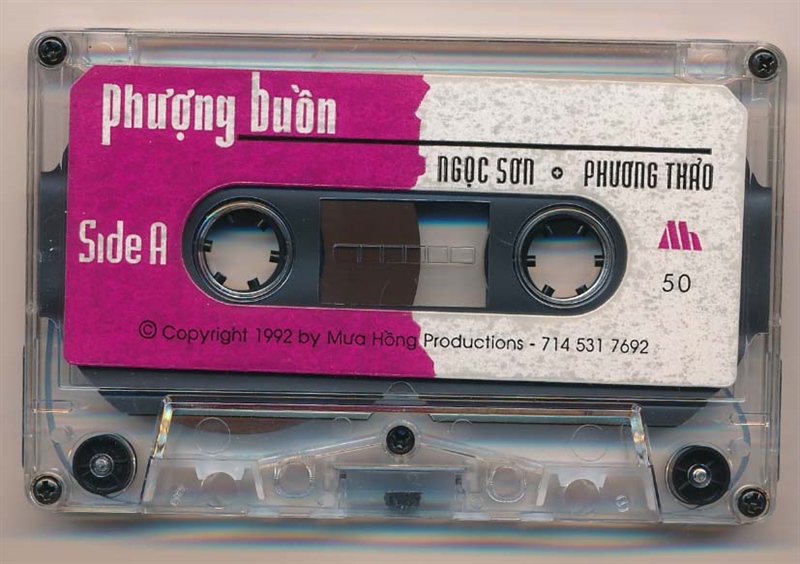 Phượng buồn
NGỌC SƠN + PHƯƠNG THẢO
Side A
Mh
50
© Copyright 1992 by Mưa Hồng Productions - 714 531 7692